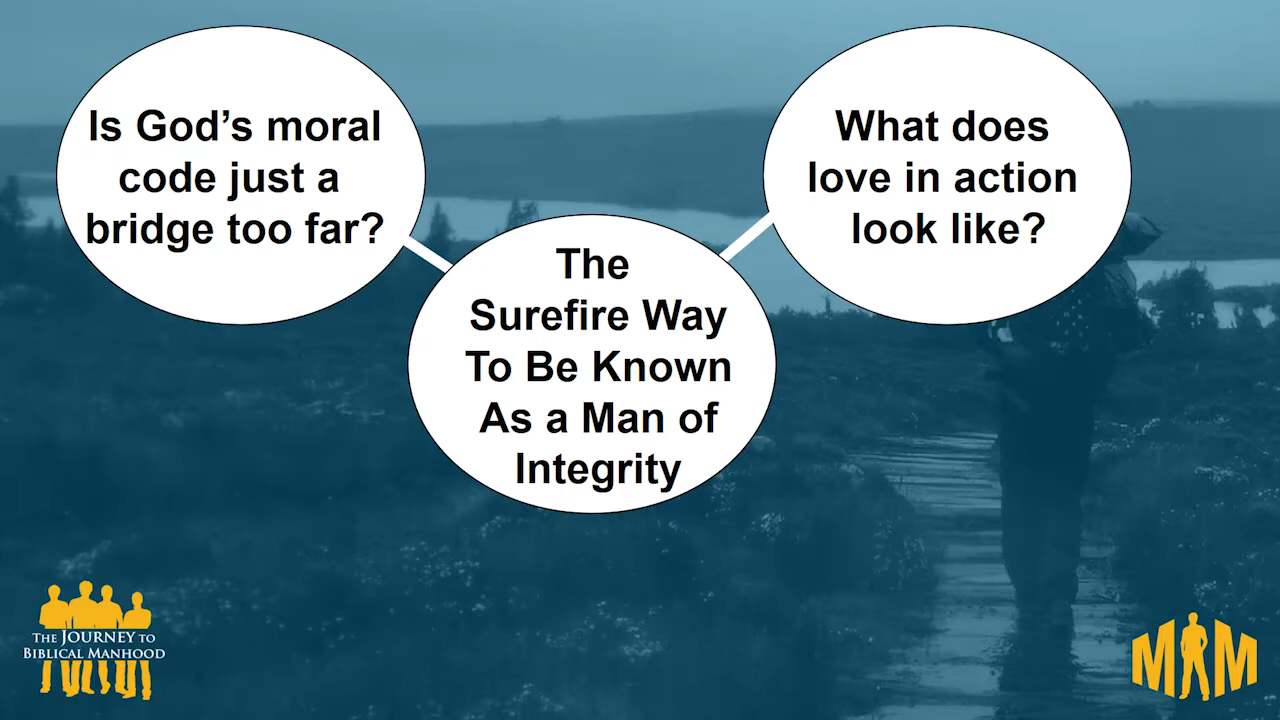 Is God’s moral
code just a
bridge too far?
What does
love in action
look like?
The
Surefire Way
To Be Known
As a Man of
Integrity
THE JOURNEY TO
BIBLICAL MANHOOD
MIM